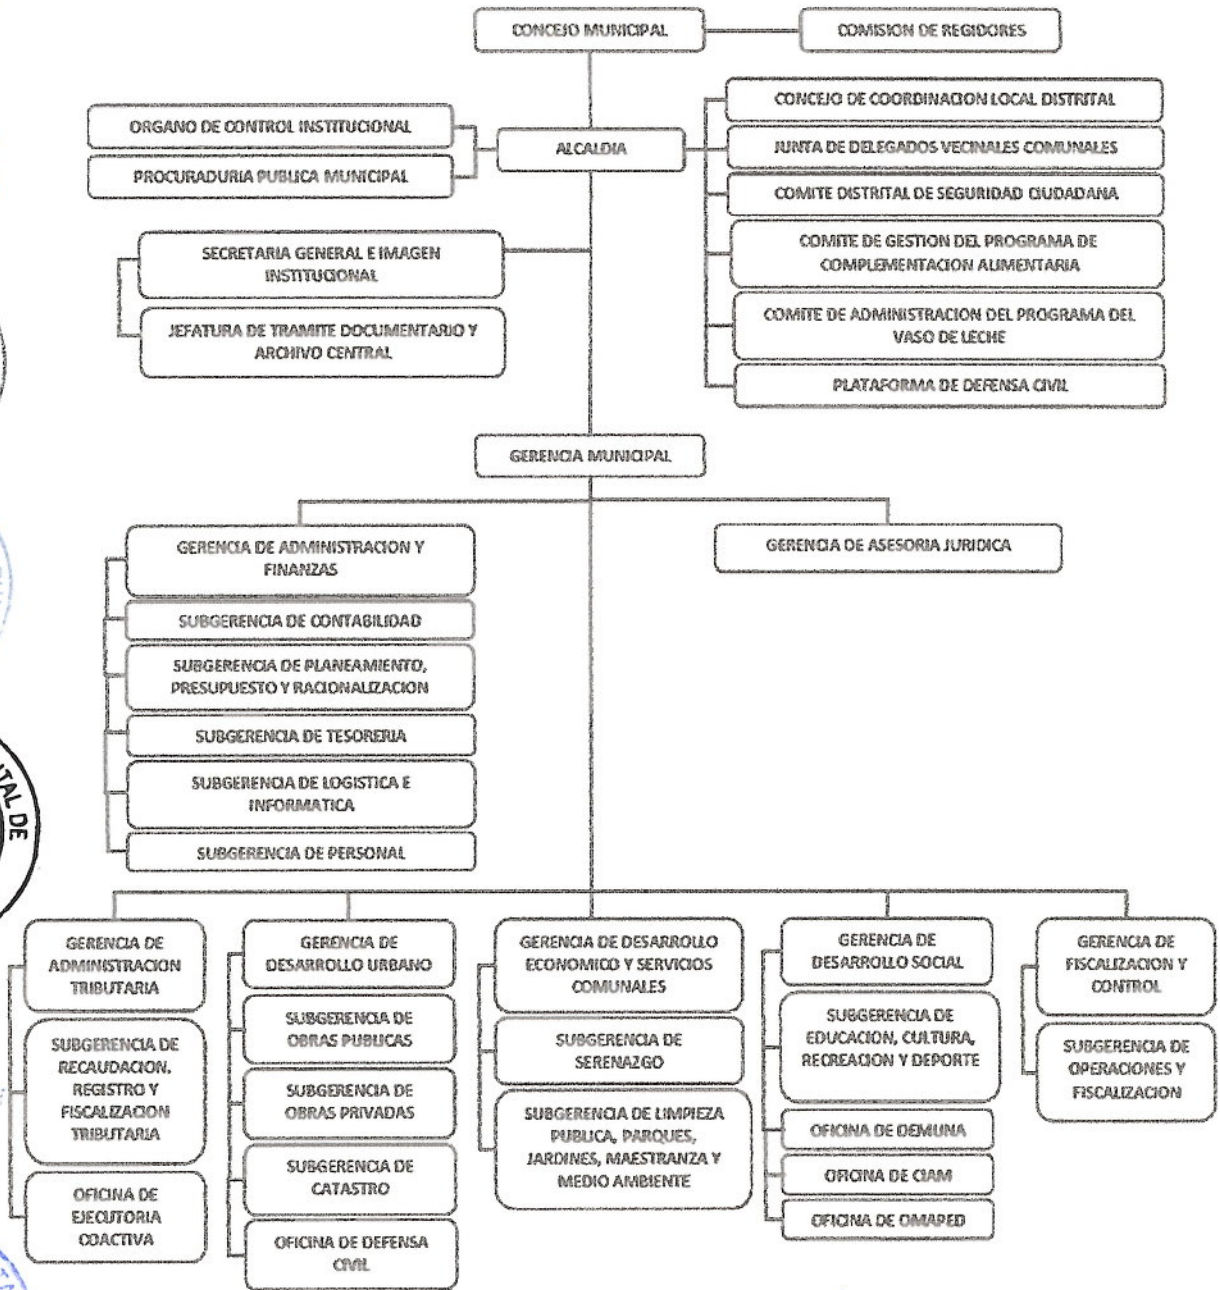 CONCEJO MUNICIPAL
COMISION DE REGIDORES
ORGANO DE CONTROL INSTITUCIONAL
PROCURADURIA PUBLICA MUNICIPAL
ALCALDIA
CONCEJO DE COORDINACION LOCAL DISTRITAL
JUNTA DE DELEGADOS VECINALES COMUNALES
COMITE DISTRITAL DE SEGURIDAD CIUDADANA
COMITE DE GESTION DEL PROGRAMA DE
COMPLEMENTACION ALIMENTARIA
COMITE DE ADMINISTRACION DEL PROGRAMA DEL
VASO DE LECHE
PLATAFORMA DE DEFENSA CIVIL
SECRETARIA GENERAL E IMAGEN
INSTITUCIONAL
JEFATURA DE TRAMITE DOCUMENTARIO Y
ARCHIVO CENTRAL
GERENCIA MUNICIPAL
GERENCIA DE ADMINISTRACION Y
FINANZAS
GERENCIA DE ASESORIA JURIDICA
SUBGERENCIA DE CONTABILIDAD
SUBGERENCIA DE PLANEAMIENTO,
PRESUPUESTO Y RACIONALIZACION
SUBGERENCIA DE TESORERIA
SUBGERENCIA DE LOGISTICA E
INFORMATICA
SUBGERENCIA DE PERSONAL
TAL DE
GERENCIA DE
ADMINISTRACION
TRIBUTARIA
SUBGERENCIA DE
RECAUDACION,
REGISTRO Y
FISCALIZACION
TRIBUTARIA
OFICINA DE
EJECUTORIA
COACTIVA
GERENCIA DE
DESARROLLO URBANO
SUBGERENCIA DE
OBRAS PUBLICAS
SUBGERENCIA DE
OBRAS PRIVADAS
SUBGERENCIA DE
CATASTRO
OFICINA DE DEFENSA
CIVIL
GERENCIA DE DESARROLLO
ECONOMICO Y SERVICIOS
COMUNALES
SUBGERENCIA DE
SERENAZGO
SUBGERENCIA DE LIMPIEZA
PUBLICA, PARQUES,
JARDINES, MAESTRANZA Y
MEDIO AMBIENTE
GERENCIA DE
DESARROLLO SOCIAL
SUBGERENCIA DE
EDUCACION, CULTURA,
RECREACION Y DEPORTE
OFICINA DE DEMUNA
OFICINA DE CIAM
OFICINA DE OMAPED
GERENCIA DE
FISCALIZACION Y
CONTROL
SUBGERENCIA DE
OPERACIONES Y
FISCALIZACION